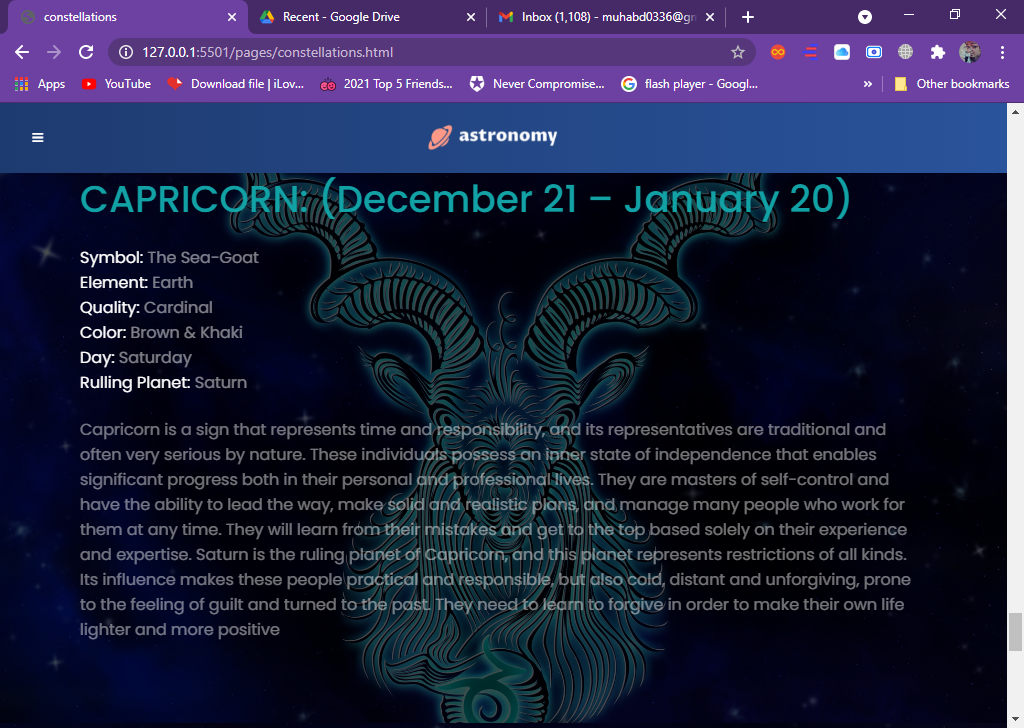 constellations
Recent - Google Drive
Inbox (1,108) - muhabd0336@gm
127.0.0.1:5501/pages/constellations.html
Apps
YouTube
Download file | iLov...
2021 Top 5 Friends...
Never Compromise...
flash player - Googl...
»
Other bookmarks
astronomy
CAPRICORN: (December 21 – January 20)
Symbol: The Sea-Goat
Element: Earth
Quality: Cardinal
Color: Brown & Khaki
Day: Saturday
Rulling Planet: Saturn
Capricorn is a sign that represents time and responsibility, and its representatives are traditional and
often very serious by nature. These individuals possess an inner state of independence that enables
significant progress both in their personal and professional lives. They are masters of self-control and
have the ability to lead the way, make solid and realistic plans, and manage many people who work for
them at any time. They will learn from their mistakes and get to the top based solely on their experience
and expertise. Saturn is the ruling planet of Capricorn, and this planet represents restrictions of all kinds.
Its influence makes these people practical and responsible, but also cold, distant and unforgiving, prone
to the feeling of guilt and turned to the past. They need to learn to forgive in order to make their own life
lighter and more positive